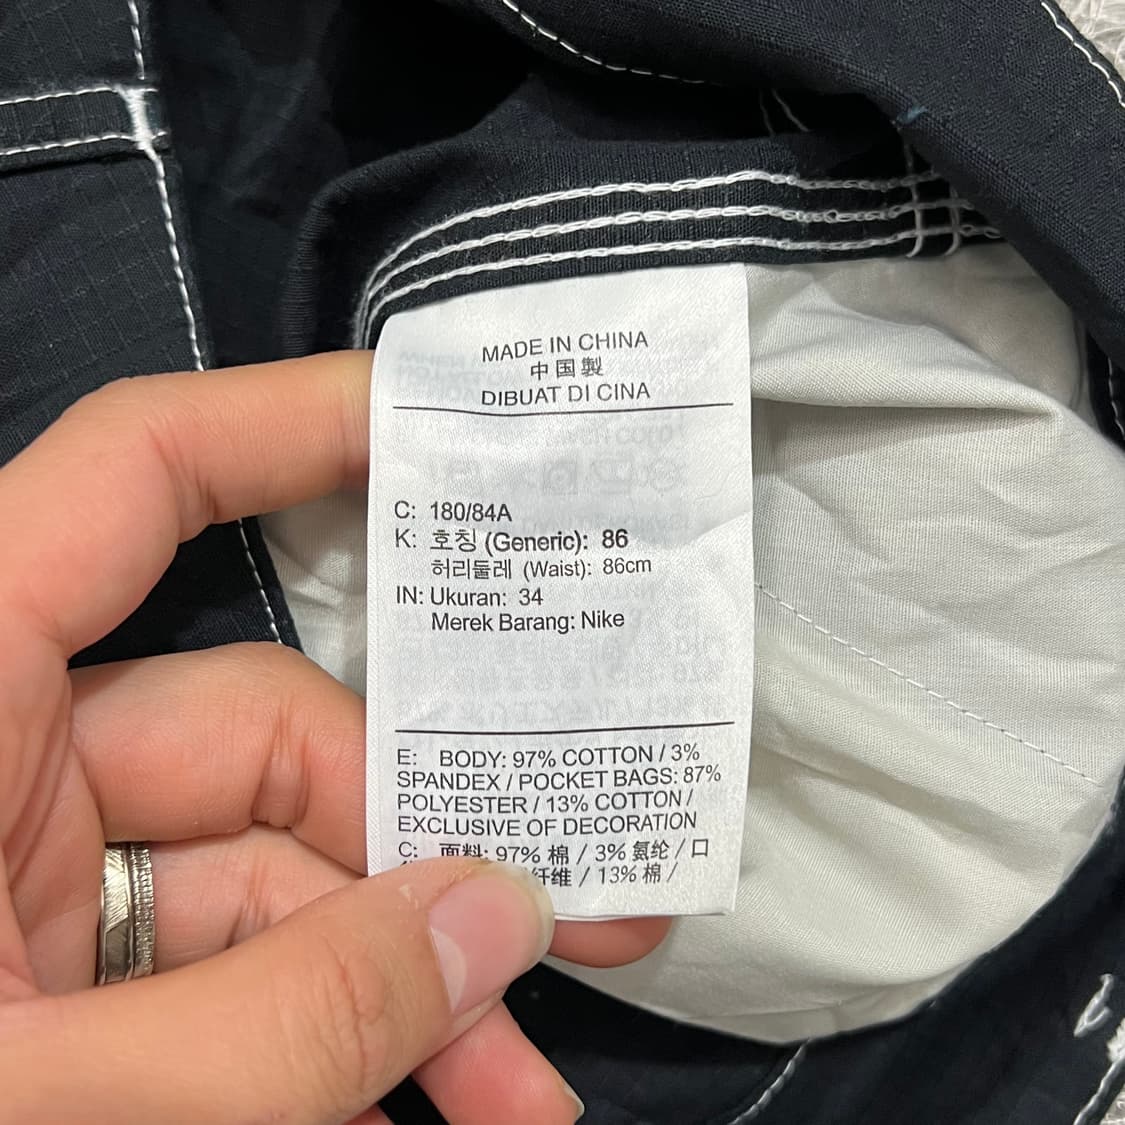 MADE IN CHINA
中国製
DIBUAT DI CINA
C: 180/84A
K: 호칭 (Generic): 86
허리둘레 (Waist): 86cm
IN: Ukuran: 34
Merek Barang: Nike
E: BODY: 97% COTTON / 3%
SPANDEX / POCKET BAGS: 87%
POLYESTER / 13% COTTON /
EXCLUSIVE OF DECORATION
C: 面料: 97% 棉 / 3% 氨纶 / 口
纤维 / 13% 棉 /